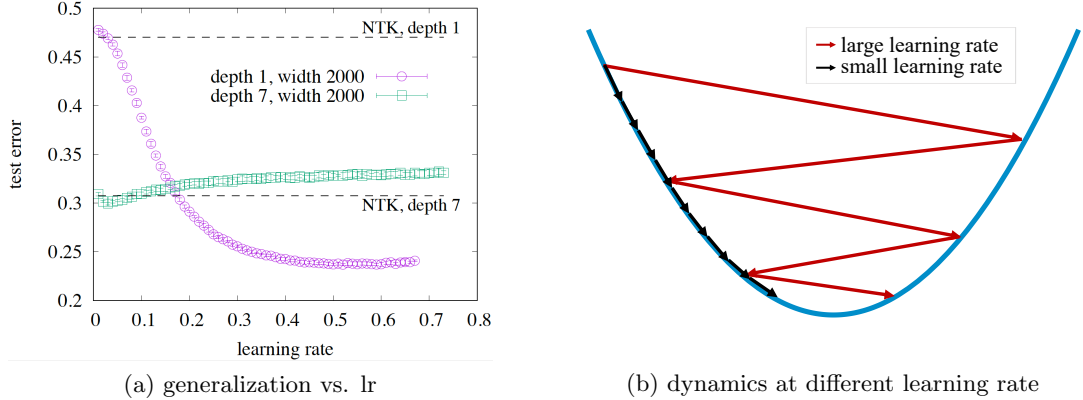 0.5
0.45
0.4
0.35
0.3
0.25
0.2
test error
NTK, depth 1
depth 1, width 2000
depth 7, width 2000
NTK, depth 7
0 0.1 0.2 0.3 0.4 0.5 0.6 0.7 0.8
learning rate
(a) generalization vs. lr
large learning rate
small learning rate
(b) dynamics at different learning rate